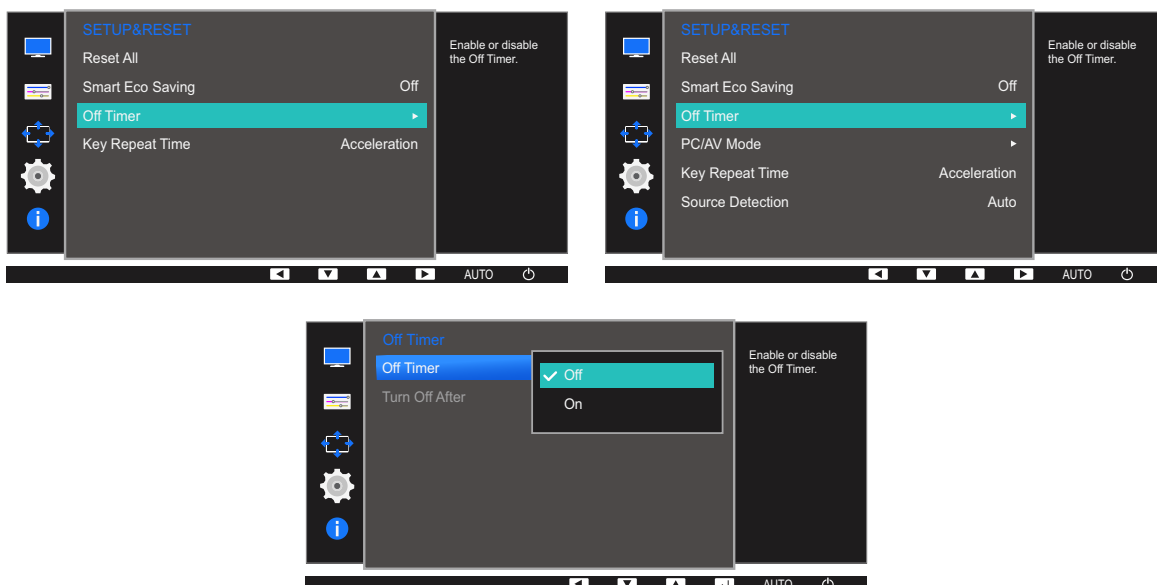 SETUP&RESET
Reset All
Smart Eco Saving Off
Off Timer
Key Repeat Time Acceleration
Enable or disable
the Off Timer.
AUTO
SETUP&RESET
Reset All
Smart Eco Saving Off
Off Timer
PC/AV Mode
Key Repeat Time Acceleration
Source Detection Auto
Enable or disable
the Off Timer.
AUTO
Off Timer
Off Timer
Turn Off After
Off
On
Enable or disable
the Off Timer.
AUTO